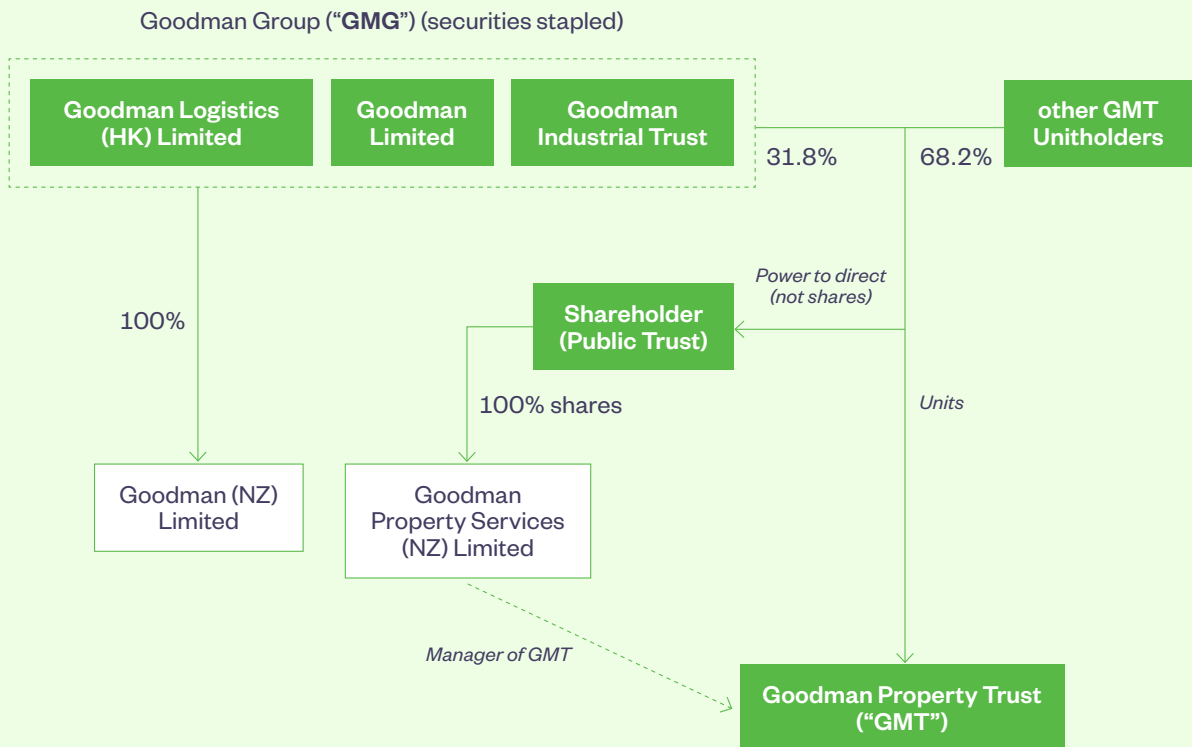 Goodman Group (“GMG”) (securities stapled)
Goodman Logistics
(HK) Limited
Goodman
Limited
Goodman
Industrial Trust
other GMT
Unitholders
31.8%
68.2%
Power to direct
(not shares)
100%
Shareholder
(Public Trust)
100% shares
Units
Goodman (NZ)
Limited
Goodman
Property Services
(NZ) Limited
Manager of GMT
Goodman Property Trust
(“GMT”)